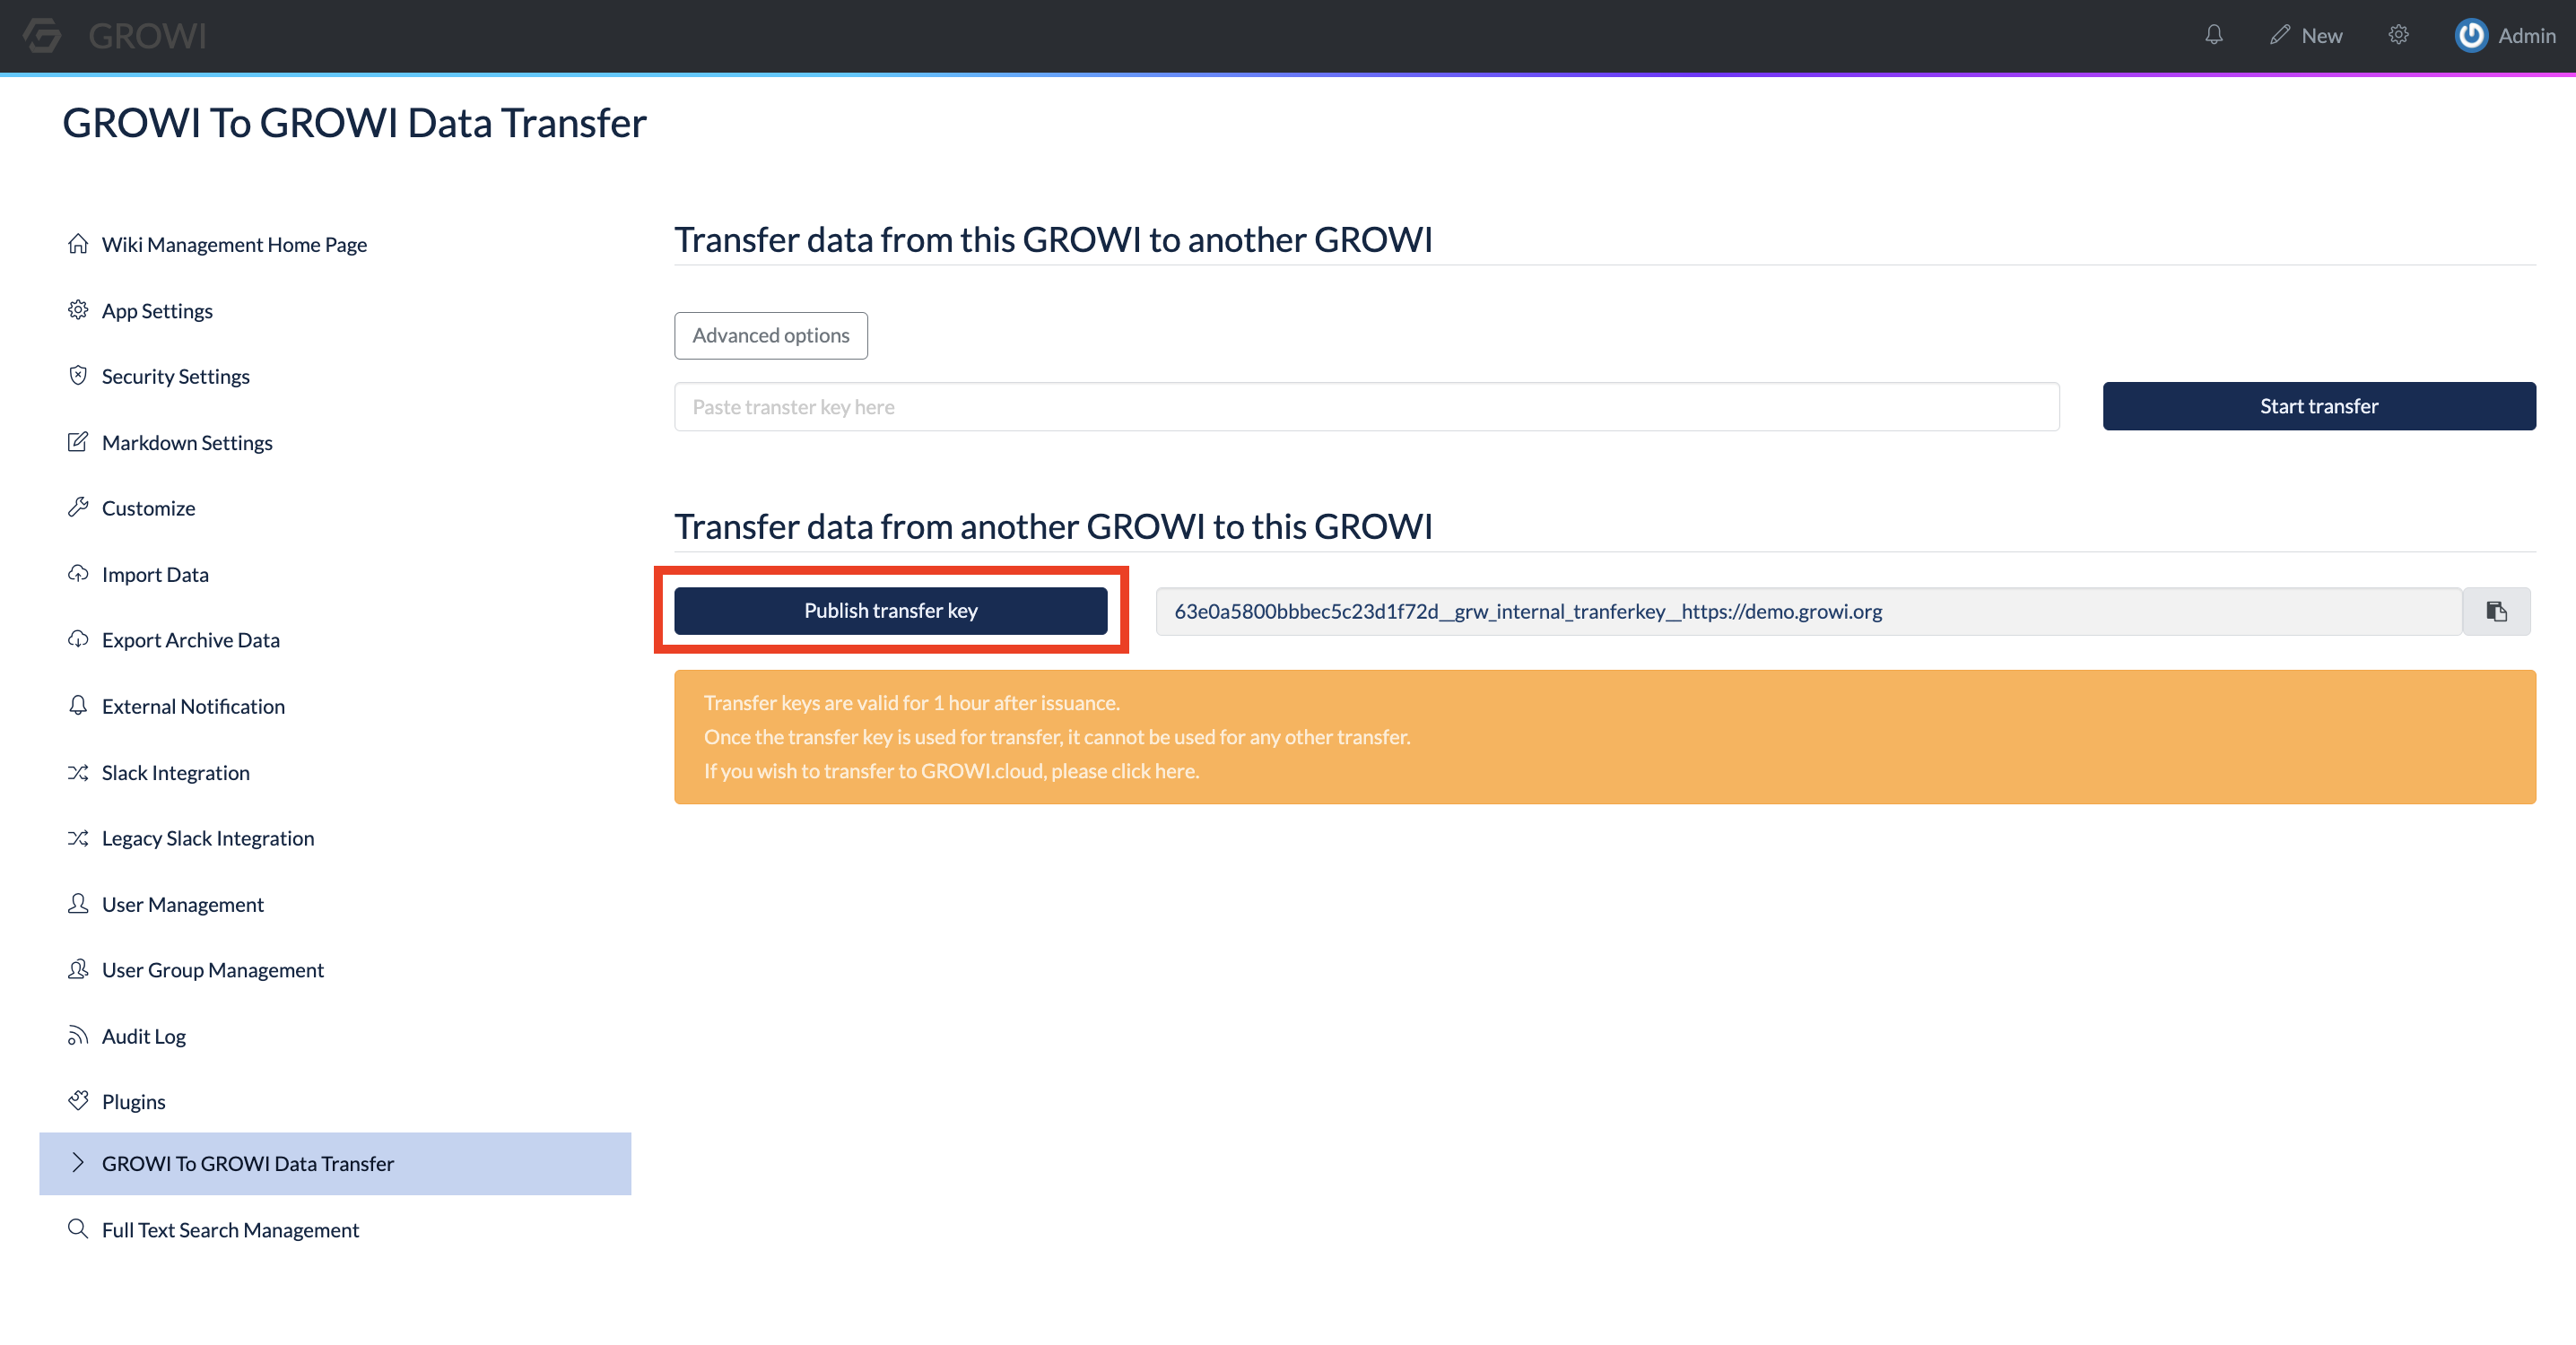 GROWI
New
Admin
GROWI To GROWI Data Transfer
Wiki Management Home Page
App Settings
Security Settings
Markdown Settings
Customize
Import Data
Export Archive Data
External Notification
Slack Integration
Legacy Slack Integration
User Management
User Group Management
Audit Log
Plugins
GROWI To GROWI Data Transfer
Full Text Search Management
Transfer data from this GROWI to another GROWI
Advanced options
Paste transter key here
Start transfer
Transfer data from another GROWI to this GROWI
Publish transfer key
63e0a5800bbbec5c23d1f72d__grw_internal_tranferkey__https://demo.growi.org
Transfer keys are valid for 1 hour after issuance.
Once the transfer key is used for transfer, it cannot be used for any other transfer.
If you wish to transfer to GROWI.cloud, please click here.